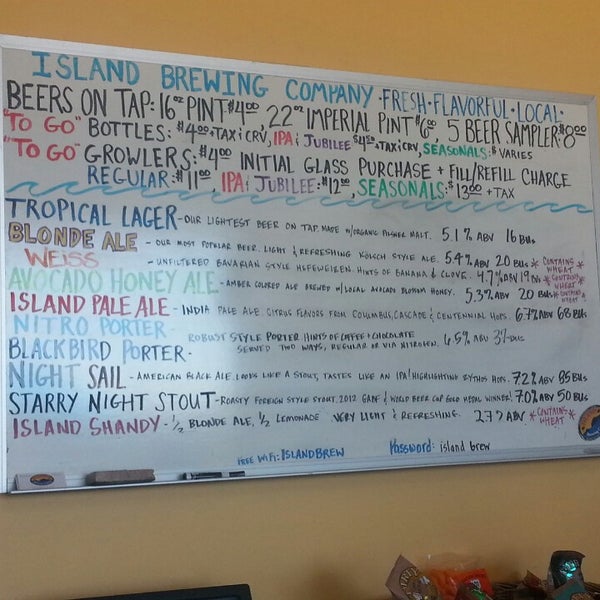 ISLAND BREWING COMPANY · FRESH · FLAVORFUL · LOCAL ·
BEERS ON TAP: 16oz PINT $4.00, 22oz IMPERIAL PINT $6.00, 5 BEER SAMPLER: $8.00
"TO GO" BOTTLES: $4.00 + TAX & CRV, IPA & JUBILEE $4.50 + TAX & CRV, SEASONALS: $ VARIES
"TO GO" GROWLERS: $4.00 INITIAL GLASS PURCHASE + FILL/REFILL CHARGE
REGULAR: $11.00, IPA & JUBILEE: $12.00, SEASONALS: $13.00 + TAX
TROPICAL LAGER - OUR LIGHTEST BEER ON TAP. MADE W/ORGANIC PILSNER MALT. 5.1% ABV 16 BUs
BLONDE ALE - OUR MOST POPULAR BEER. LIGHT & REFRESHING KÖLSCH STYLE ALE. 5.4% ABV 20 BUs
WEISS - UNFILTERED BAVARIAN STYLE HEFEWEIZEN. HINTS OF BANANA & CLOVE. 4.7% ABV *CONTAINS WHEAT*
AVOCADO HONEY ALE - AMBER COLORED ALE BREWED W/LOCAL AVOCADO BLOSSOM HONEY. 5.3% ABV 20 BUs *CONTAINS WHEAT*
ISLAND PALE ALE - INDIA PALE ALE CITRUS FLAVORS FROM COLUMBUS, CASCADE & CENTENNIAL HOPS. 6.7% ABV 68 BUs
NITRO PORTER
BLACKBIRD PORTER - ROBUST STYLE PORTER HINTS OF COFFEE + CHOCOLATE
SERVED TWO WAYS, REGULAR OR VIA NITROGEN. 6.5% ABV BUs
NIGHT SAIL - AMERICAN BLACK ALE. LOOKS LIKE A STOUT, TASTES LIKE AN IPA! HIGHLIGHTING HOPS. 7.2% ABV 85 BUs
STARRY NIGHT STOUT - ROASTY FOREIGN STYLE STOUT. 2012 GABF & WORLD BEER CUP GOLD MEDAL WINNER! 7.0% ABV 50 BUs
ISLAND SHANDY - 1/2 BLONDE ALE, 1/2 LEMONADE VERY LIGHT & REFRESHING. 2.7% ABV *CONTAINS WHEAT*
FREE WIFI: ISLANDBREW Password: island brew